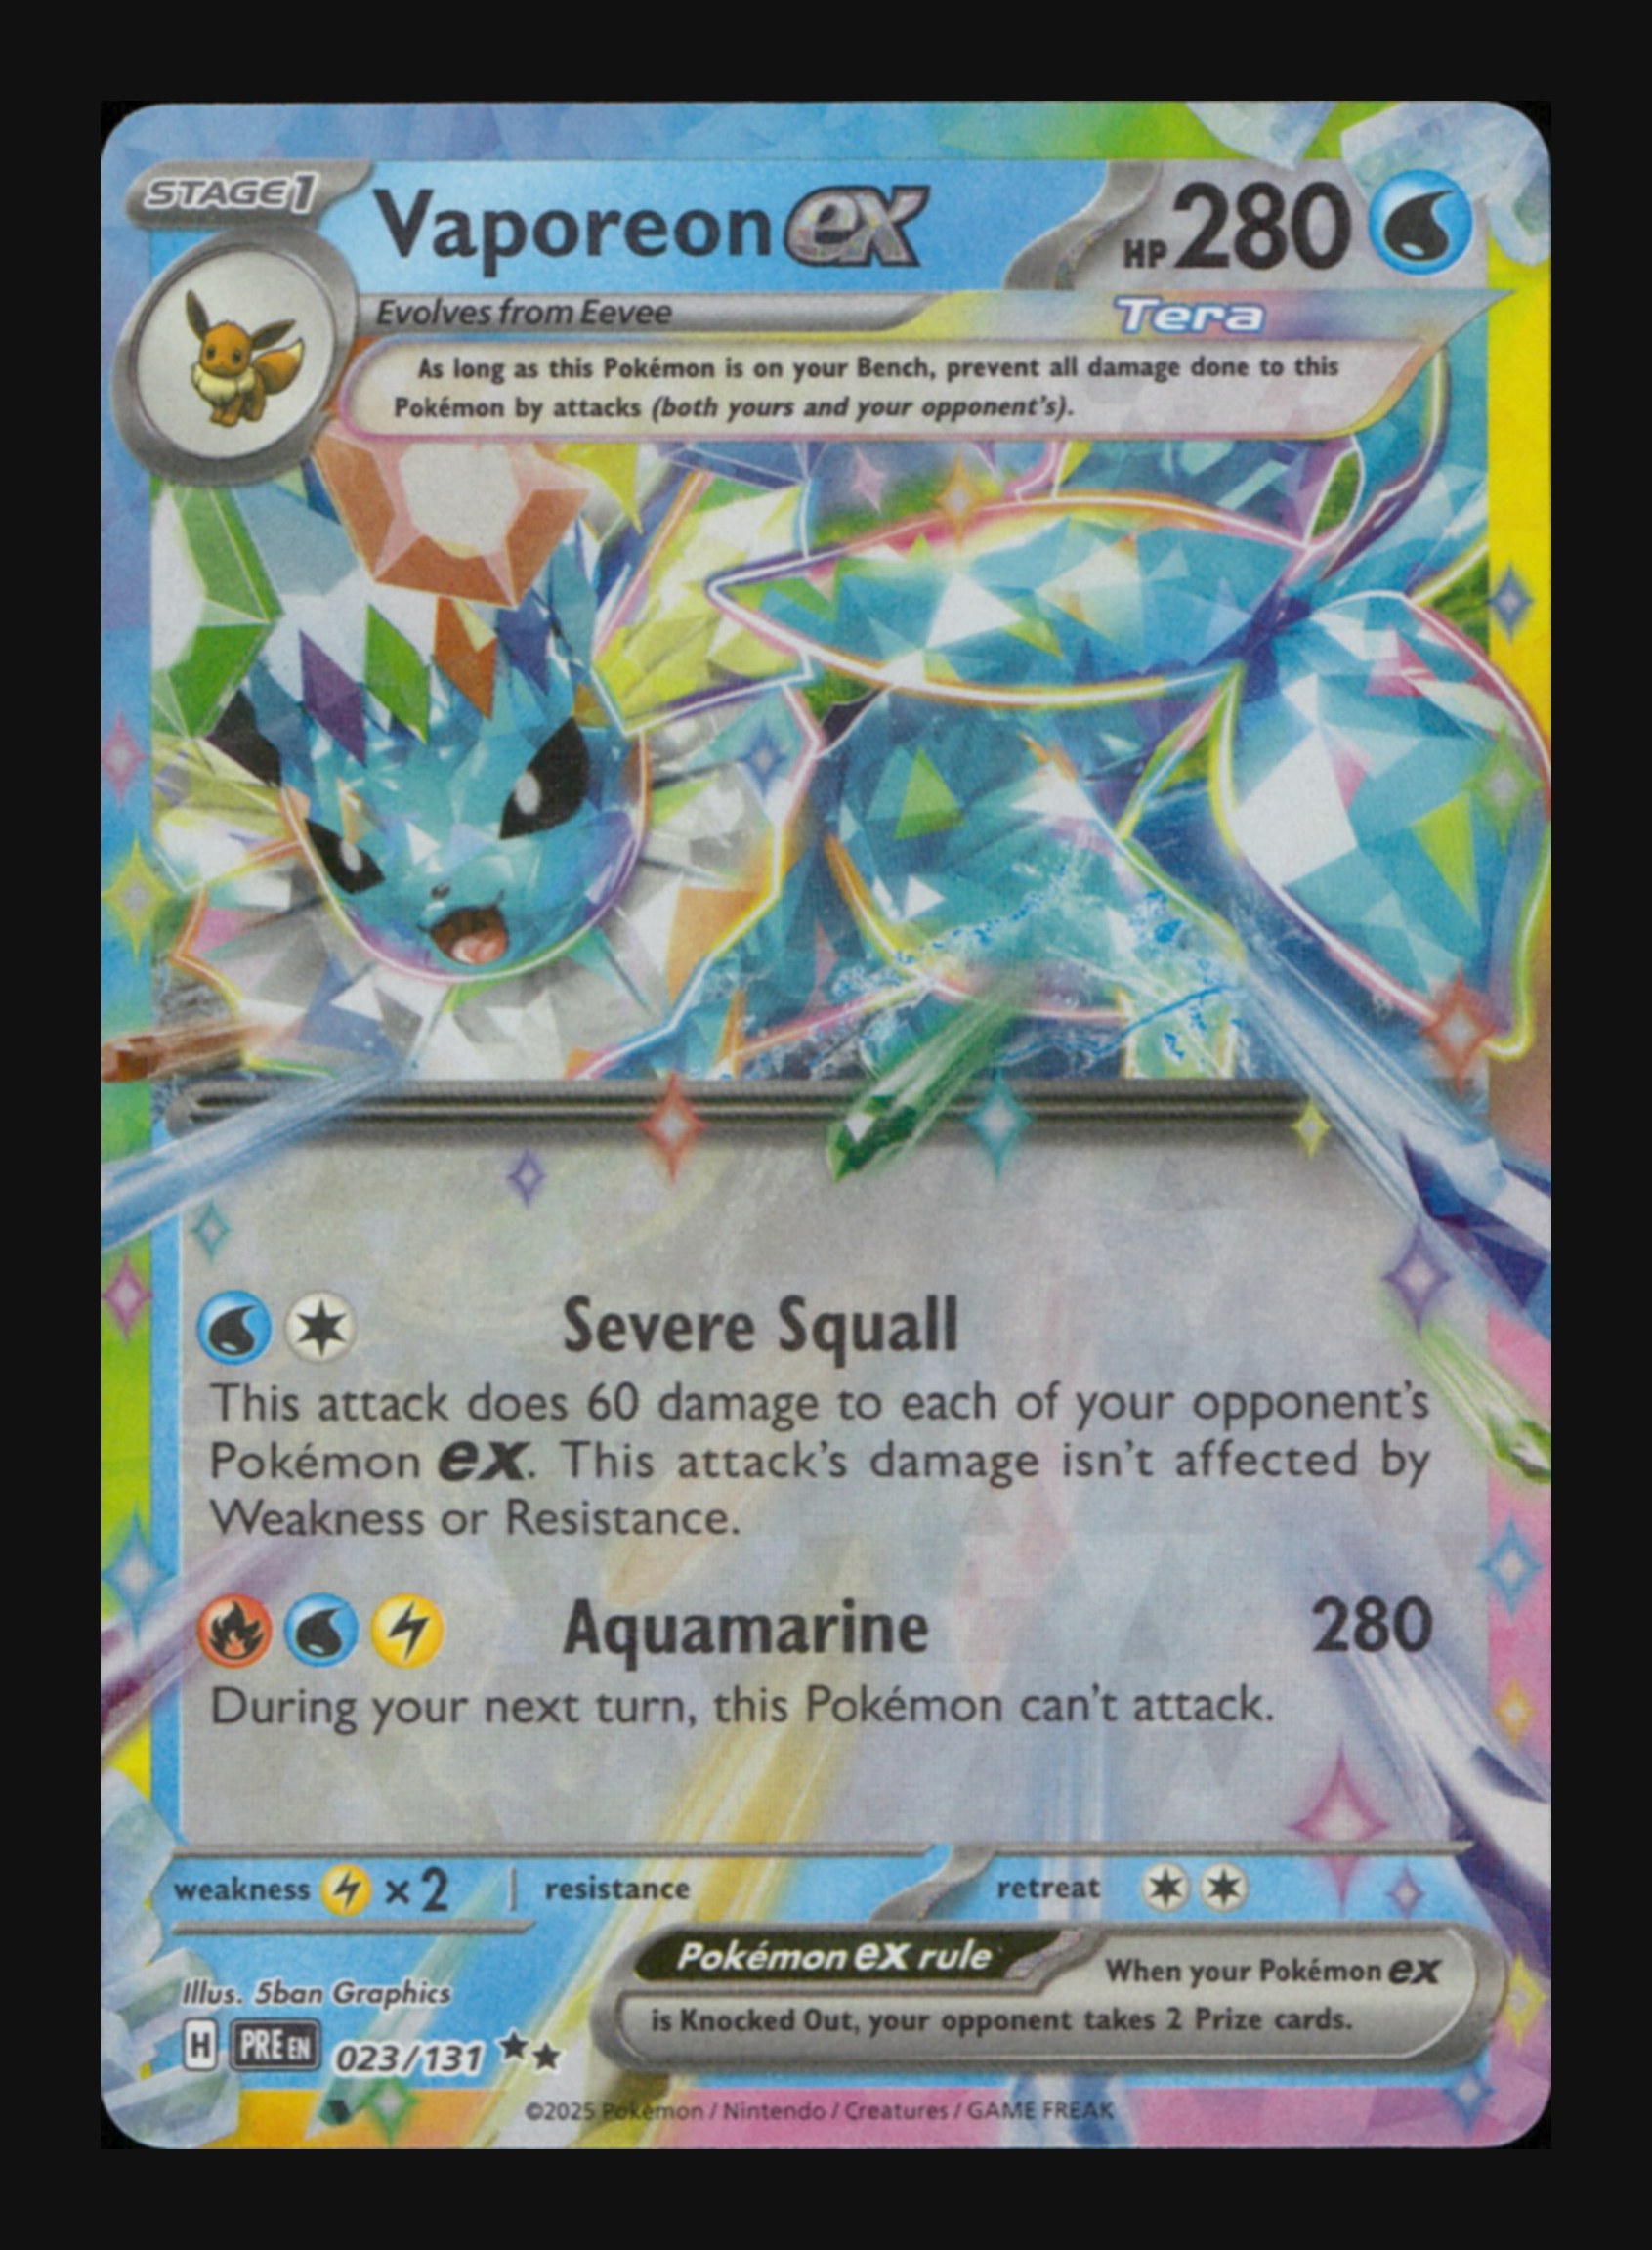 STAGE1
Vaporeon ex
HP 280
Evolves from Eevee
Tera
As long as this Pokémon is on your Bench, prevent all damage done to this
Pokémon by attacks (both yours and your opponent's).
Severe Squall
This attack does 60 damage to each of your opponent's
Pokémon ex. This attack's damage isn't affected by
Weakness or Resistance.
Aquamarine 280
During your next turn, this Pokémon can't attack.
weakness ×2 resistance retreat
Pokémon ex rule When your Pokémon ex
is Knocked Out, your opponent takes 2 Prize cards.
Illus. 5ban Graphics
H PRE EN 023/131
©2025 Pokémon / Nintendo / Creatures / GAME FREAK